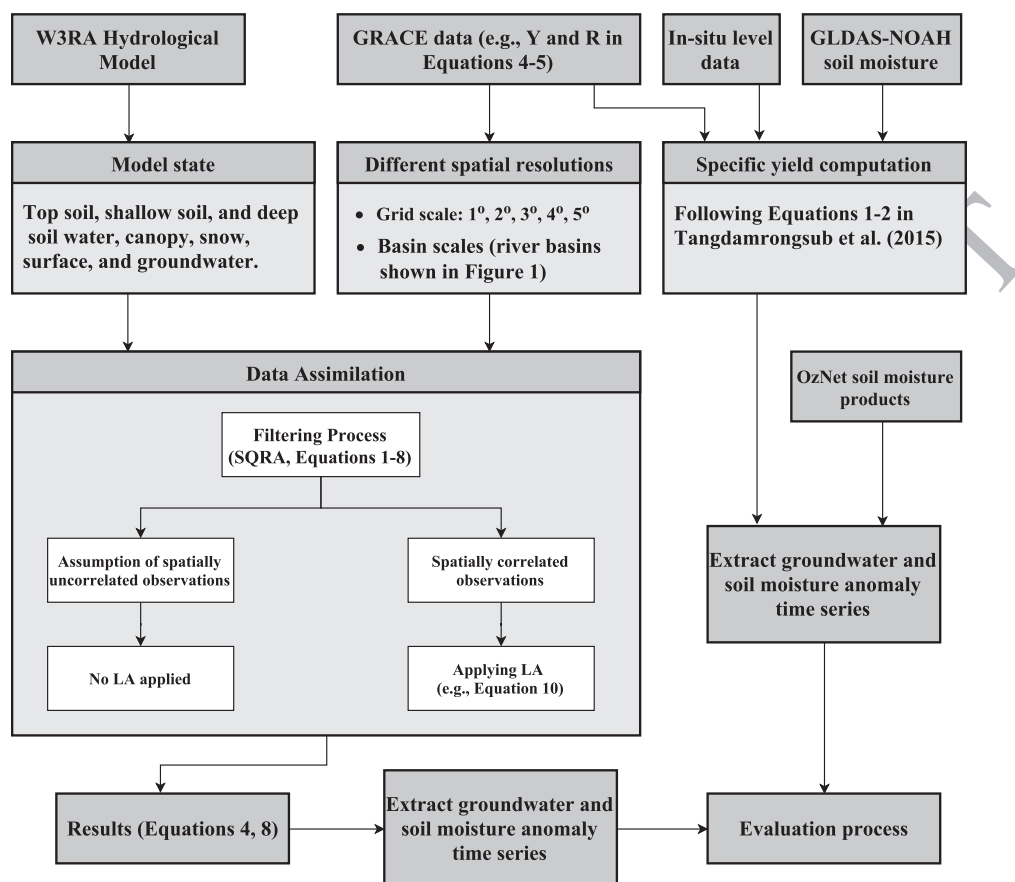 W3RA Hydrological
Model
GRACE data (e.g., Y and R in
Equations 4-5)
In-situ level
data
GLDAS-NOAH
soil moisture
Model state
Top soil, shallow soil, and deep
soil water, canopy, snow,
surface, and groundwater.
Different spatial resolutions
• Grid scale: 1º, 2º, 3º, 4º, 5º
• Basin scales (river basins
shown in Figure 1)
Specific yield computation
Following Equations 1-2 in
Tangdamrongsub et al. (2015)
T
Data Assimilation
Filtering Process
(SQRA, Equations 1-8)
Assumption of spatially
uncorrelated observations
Spatially correlated
observations
No LA applied
Applying LA
(e.g., Equation 10)
OzNet soil moisture
products
Extract groundwater and
soil moisture anomaly
time series
Results (Equations 4, 8)
Extract groundwater and
soil moisture anomaly
time series
Evaluation process